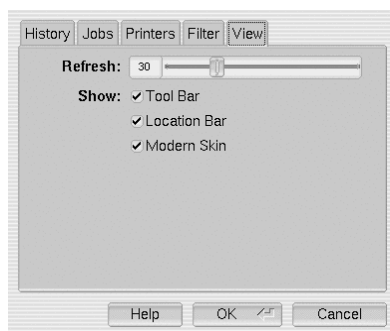 History Jobs Printers Filter View
Refresh: 30
Show: Tool Bar
Location Bar
Modern Skin
Help OK Cancel